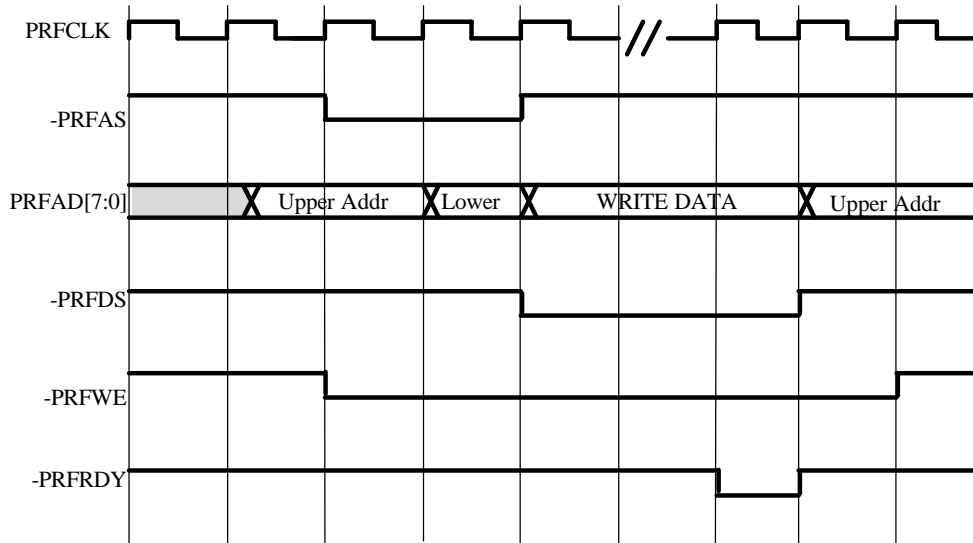 PRFCLK
-PRFAS
PRFAD[7:0] Upper Addr Lower WRITE DATA Upper Addr
-PRFDS
-PRFWE
-PRFRDY